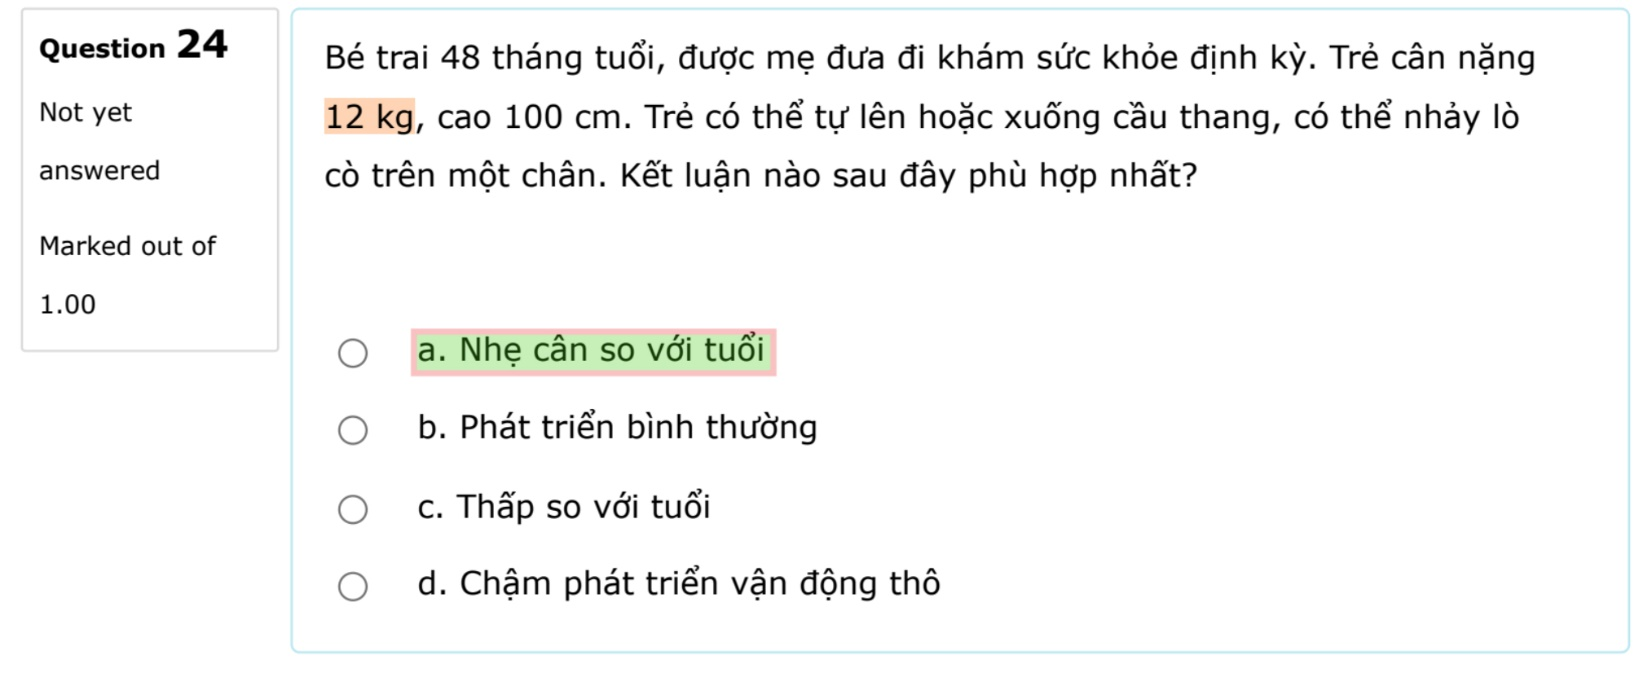 Question 24
Not yet
answered
Marked out of
1.00
Bé trai 48 tháng tuổi, được mẹ đưa đi khám sức khỏe định kỳ. Trẻ cân nặng
12 kg, cao 100 cm. Trẻ có thể tự lên hoặc xuống cầu thang, có thể nhảy lò
cò trên một chân. Kết luận nào sau đây phù hợp nhất?
a. Nhẹ cân so với tuổi
b. Phát triển bình thường
c. Thấp so với tuổi
d. Chậm phát triển vận động thô